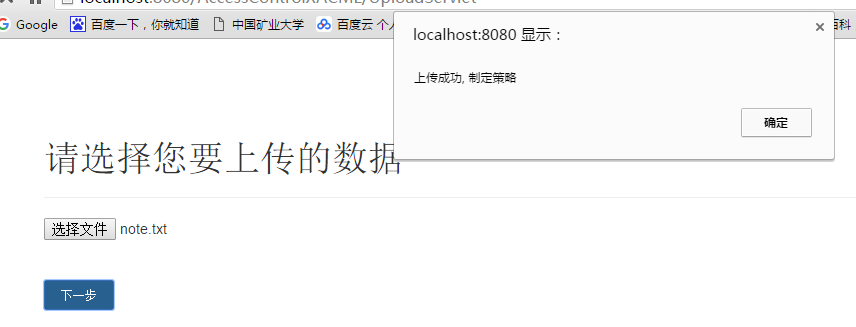 Google 百度一下，你就知道 中国矿业大学 百度云 个人
localhost:8080 显示：
上传成功, 制定策略
确定
请选择您要上传的数据
选择文件 note.txt
下一步